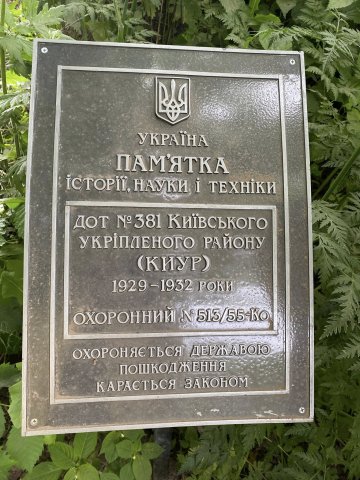 УКРАЇНА
ПАМ'ЯТКА
ІСТОРІЇ, НАУКИ І ТЕХНІКИ
ДОТ №381 КИЇВСЬКОГО
УКРІПЛЕНОГО РАЙОНУ
(КИУР)
1929-1932 РОКИ
ОХОРОННИЙ N 513/55-Ко
ОХОРОНЯЄТЬСЯ ДЕРЖАВОЮ
ПОШКОДЖЕННЯ
КАРАЄТЬСЯ ЗАКОНОМ